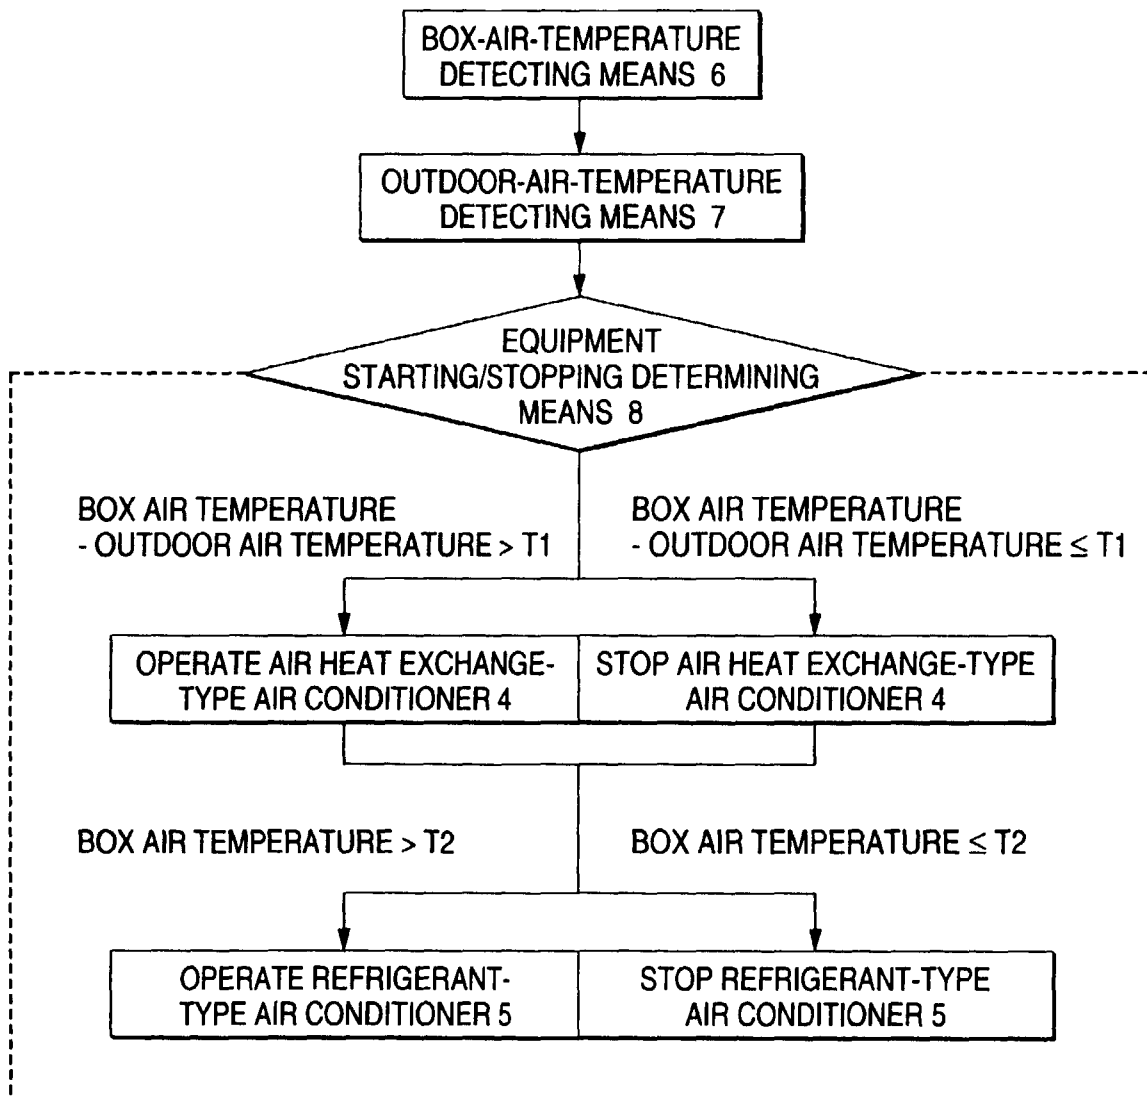 BOX-AIR-TEMPERATURE
DETECTING MEANS 6
OUTDOOR-AIR-TEMPERATURE
DETECTING MEANS 7
EQUIPMENT
STARTING/STOPPING DETERMINING
MEANS 8
BOX AIR TEMPERATURE
- OUTDOOR AIR TEMPERATURE > T1
BOX AIR TEMPERATURE
- OUTDOOR AIR TEMPERATURE ≤ T1
OPERATE AIR HEAT EXCHANGE-
TYPE AIR CONDITIONER 4
STOP AIR HEAT EXCHANGE-TYPE
AIR CONDITIONER 4
BOX AIR TEMPERATURE > T2
BOX AIR TEMPERATURE ≤ T2
OPERATE REFRIGERANT-
TYPE AIR CONDITIONER 5
STOP REFRIGERANT-TYPE
AIR CONDITIONER 5